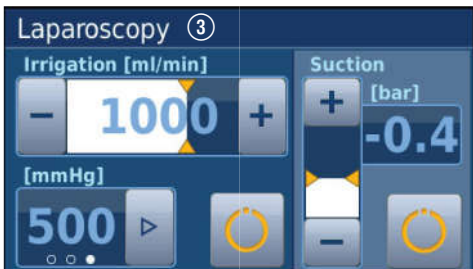 Laparoscopy ③
Irrigation [ml/min]
− 1000 +
[mmHg]
500
Suction
+
[bar]
-0.4
−